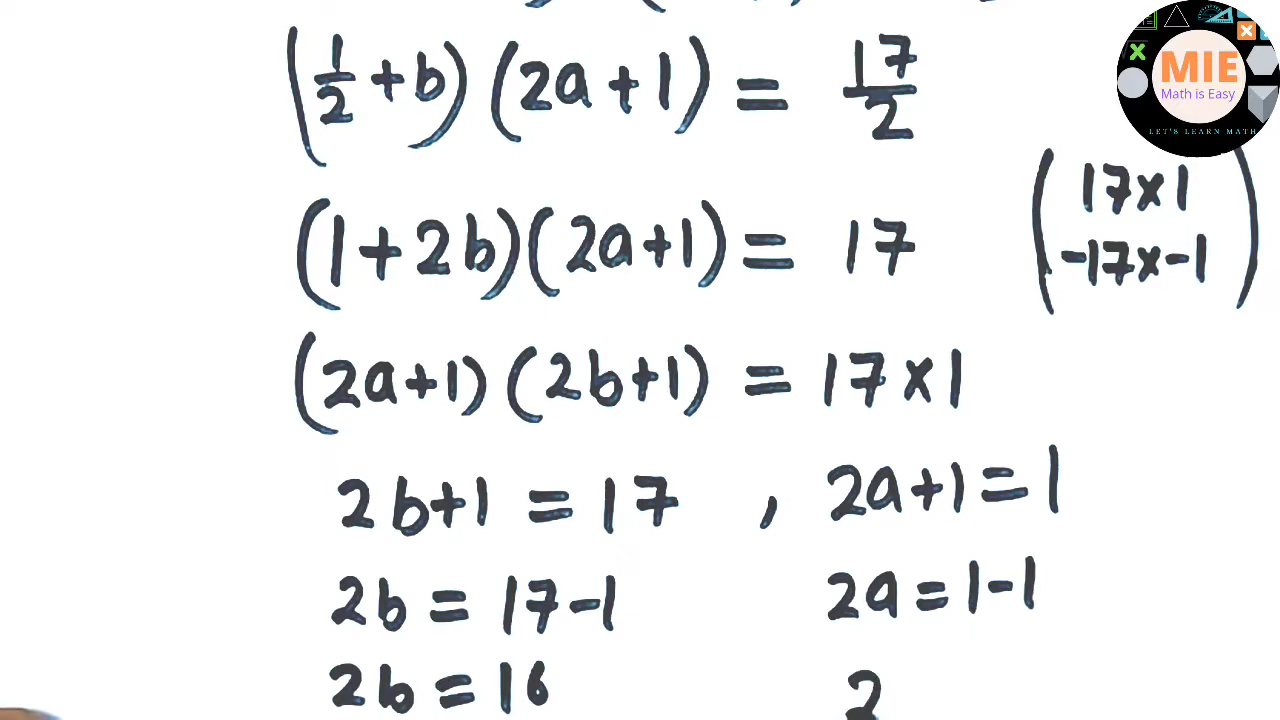 (1/2 + b) (2a + 1) = 17/2
(1 + 2b) (2a + 1) = 17
(17 x 1
-17 x -1)
(2a + 1) (2b + 1) = 17 x 1
2b + 1 = 17 , 2a + 1 = 1
2b = 17 - 1 2a = 1 - 1
2b = 16 2
MIE
Math is Easy
LET'S LEARN MATH